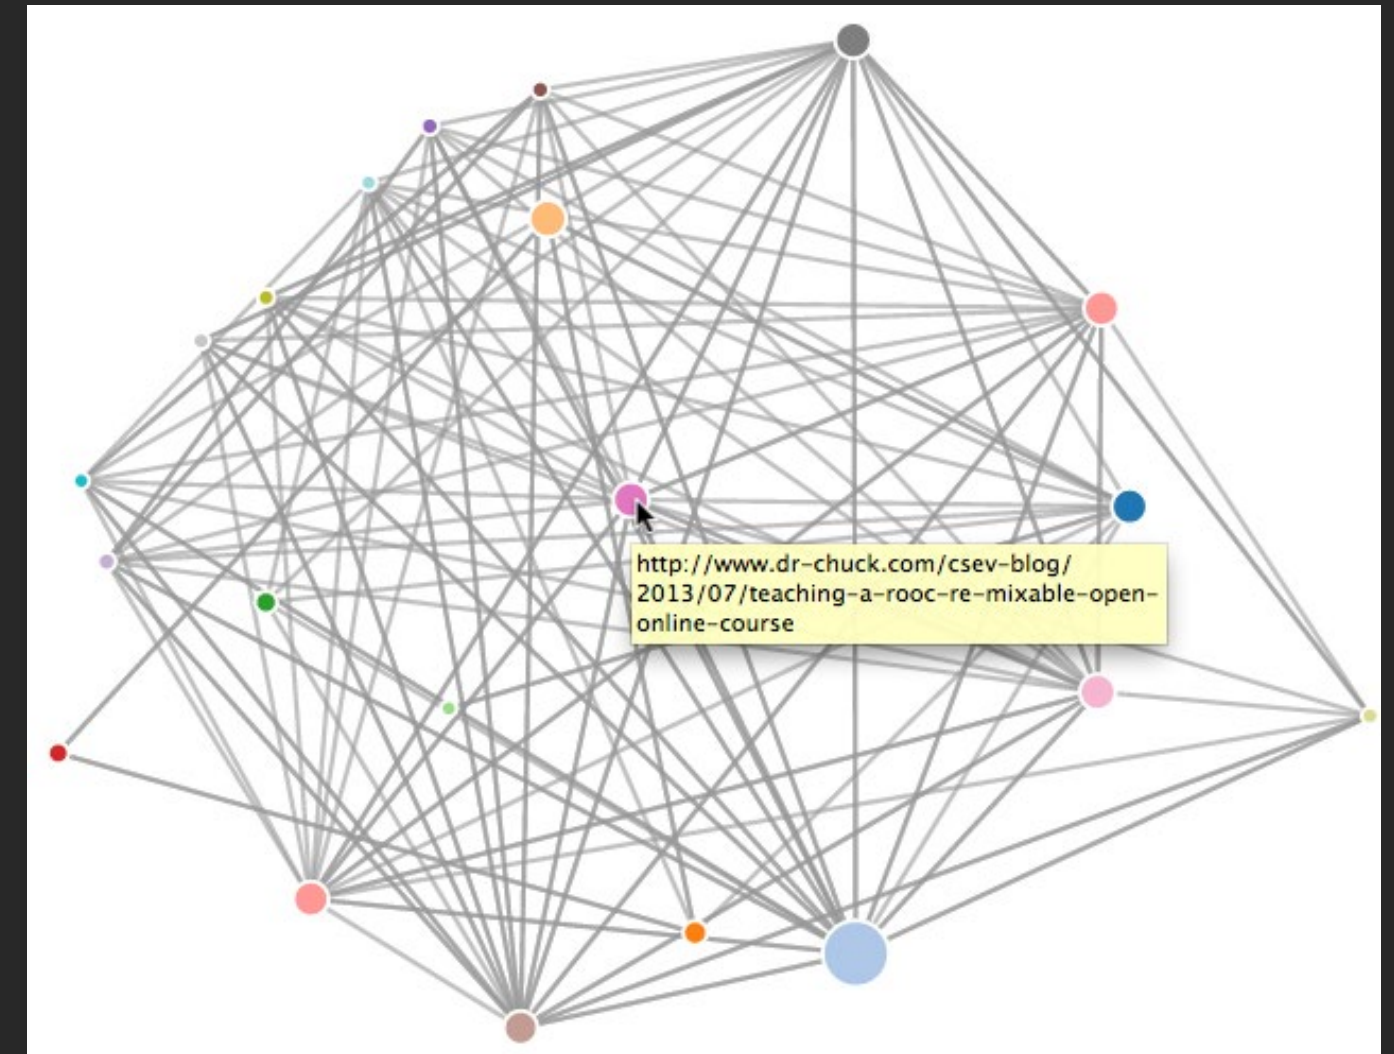 http://www.dr-chuck.com/csev-blog/
2013/07/teaching-a-rooc-re-mixable-open-
online-course